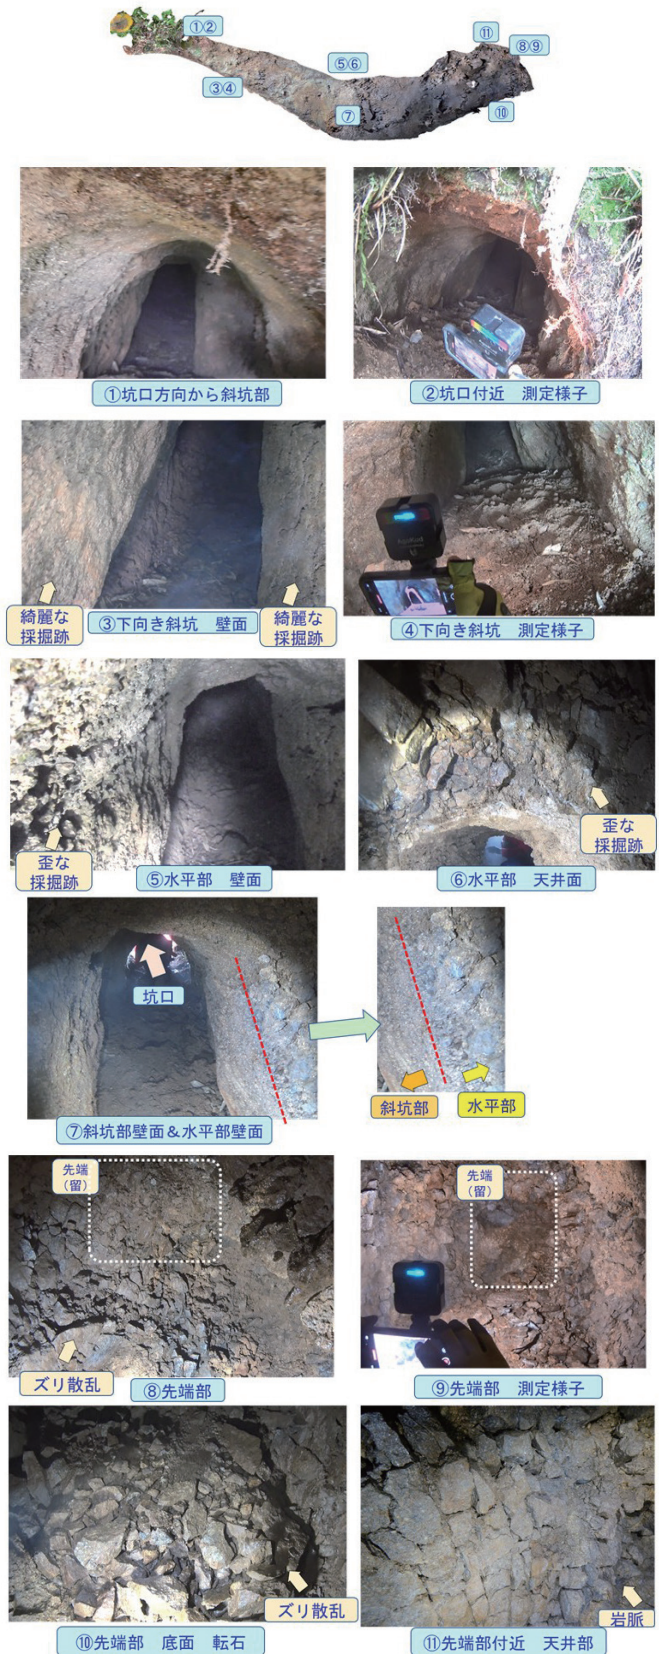 ①②
⑪
⑧⑨
⑤⑥
③④
⑦
⑩
①坑口方向から斜坑部
②坑口付近　測定様子
綺麗な
採掘跡
③下向き斜坑　壁面
綺麗な
採掘跡
④下向き斜坑　測定様子
歪な
採掘跡
⑤水平部　壁面
歪な
採掘跡
⑥水平部　天井面
坑口
斜坑部
水平部
⑦斜坑部壁面＆水平部壁面
先端
（留）
ズリ散乱
⑧先端部
先端
（留）
⑨先端部　測定様子
ズリ散乱
⑩先端部　底面　転石
岩脈
⑪先端部付近　天井部